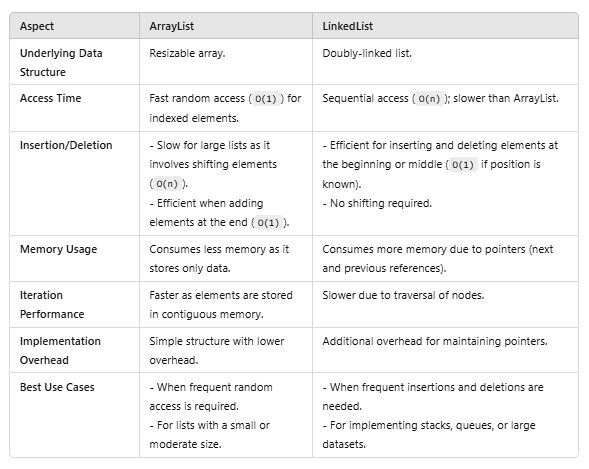 Aspect ArrayList LinkedList
Underlying Data Structure Resizable array. Doubly-linked list.
Access Time Fast random access ( O(1) ) for Sequential access ( O(n) ); slower than ArrayList.
indexed elements.
Insertion/Deletion
- Slow for large lists as it
involves shifting elements
( O(n) ).
- Efficient when adding
elements at the end ( O(1) ).
- Efficient for inserting and deleting elements at
the beginning or middle ( O(1) if position is
known).
- No shifting required.
Memory Usage
Consumes less memory as it
stores only data.
Consumes more memory due to pointers (next
and previous references).
Iteration
Performance
Faster as elements are stored
in contiguous memory.
Slower due to traversal of nodes.
Implementation
Overhead
Simple structure with lower
overhead.
Additional overhead for maintaining pointers.
Best Use Cases
- When frequent random
access is required.
- For lists with a small or
moderate size.
- When frequent insertions and deletions are
needed.
- For implementing stacks, queues, or large
datasets.